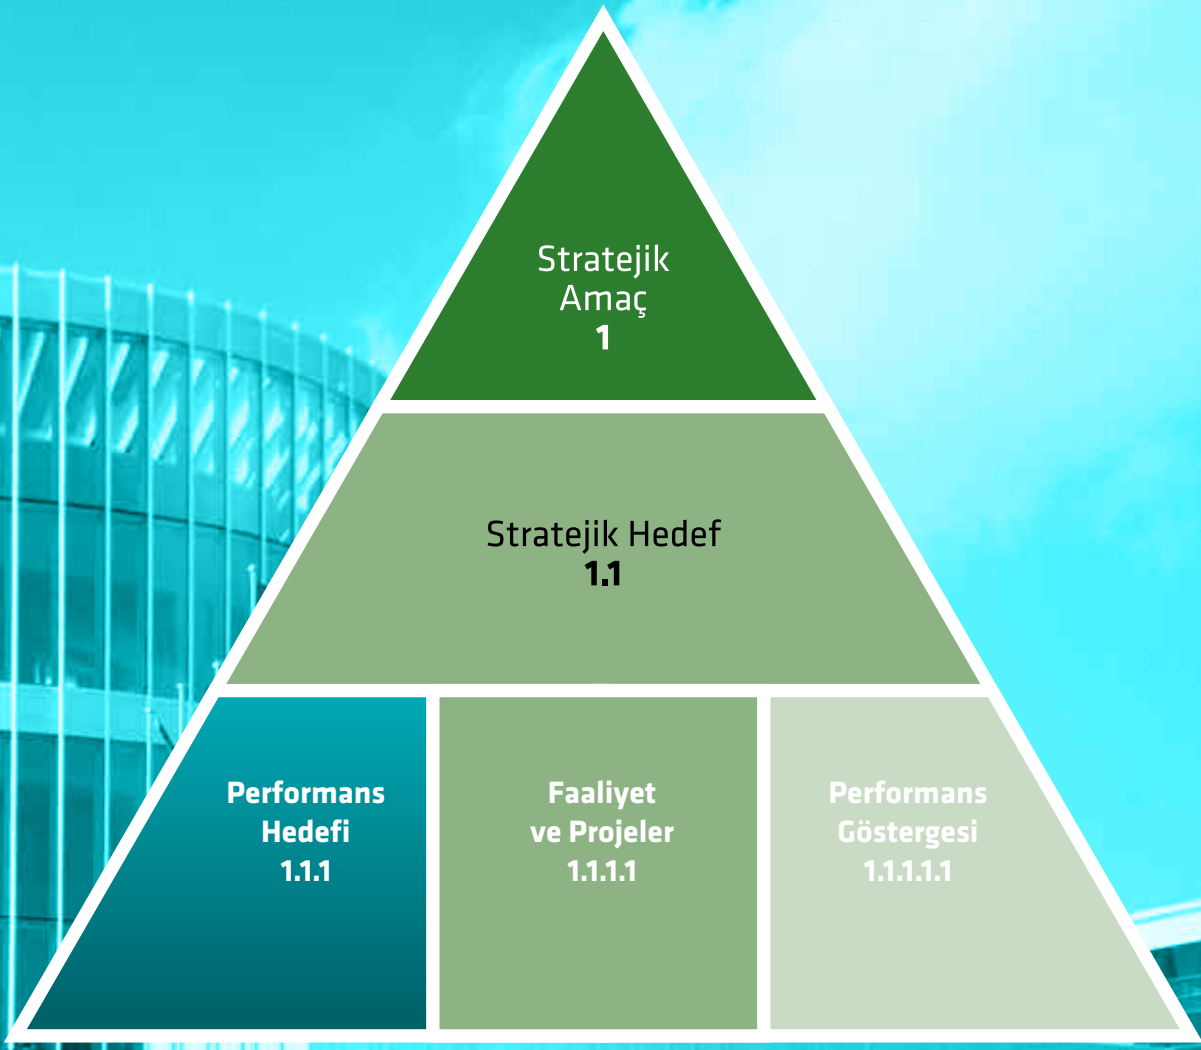 Stratejik
Amaç
1
Stratejik Hedef
1.1
Performans
Hedefi
1.1.1
Faaliyet
ve Projeler
1.1.1.1
Performans
Göstergesi
1.1.1.1.1